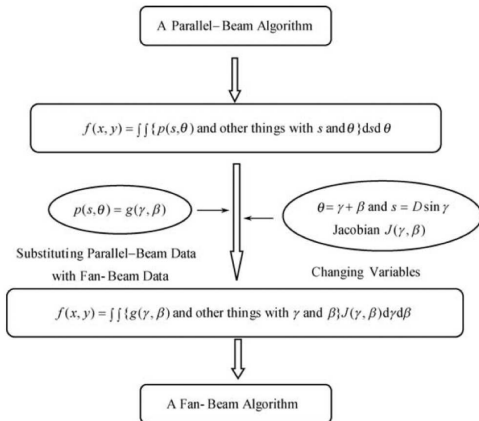 A Parallel–Beam Algorithm
f(x, y) = ∫∫{p(s,θ) and other things with s and θ}dsd θ
p(s,θ) = g(γ, β)
θ= γ + β and s = D sin γ
Jacobian J(γ, β)
Substituting Parallel–Beam Data
with Fan-Beam Data
Changing Variables
f(x, y) = ∫∫{g(γ, β) and other things with γ and β}J(γ, β)dγdβ
A Fan-Beam Algorithm